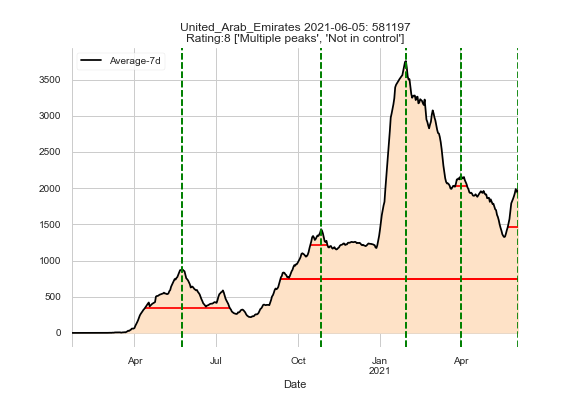 United_Arab_Emirates 2021-06-05: 581197
Rating:8 ['Multiple peaks', 'Not in control']
Average-7d
3500
3000
2500
2000
1500
1000
500
0
Apr
Jul
Oct
Jan
2021
Apr
Date